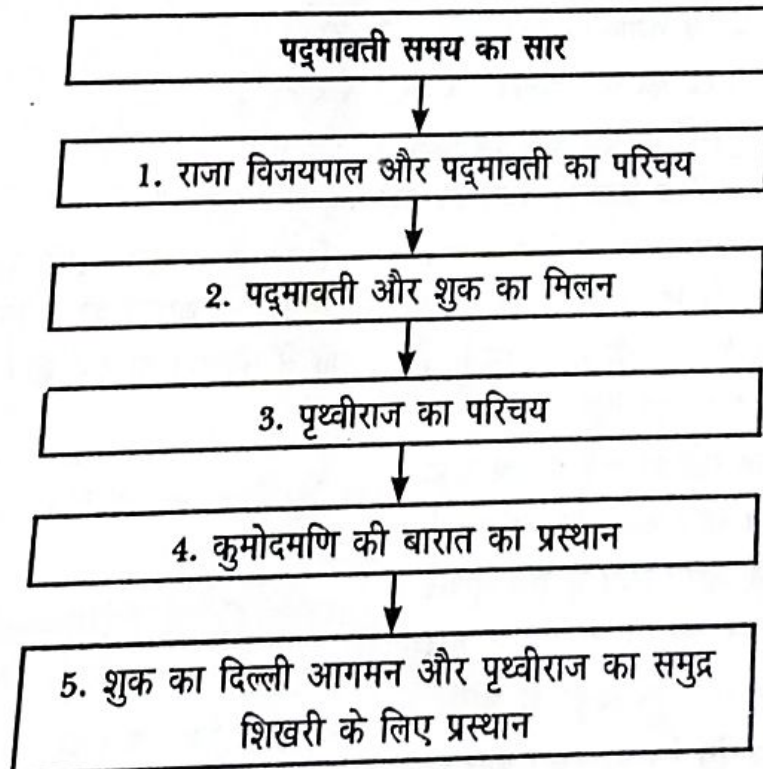 पद्मावती समय का सार
1. राजा विजयपाल और पद्मावती का परिचय
2. पद्मावती और शुक का मिलन
3. पृथ्वीराज का परिचय
4. कुमोदमणि की बारात का प्रस्थान
5. शुक का दिल्ली आगमन और पृथ्वीराज का समुद्र
शिखरी के लिए प्रस्थान